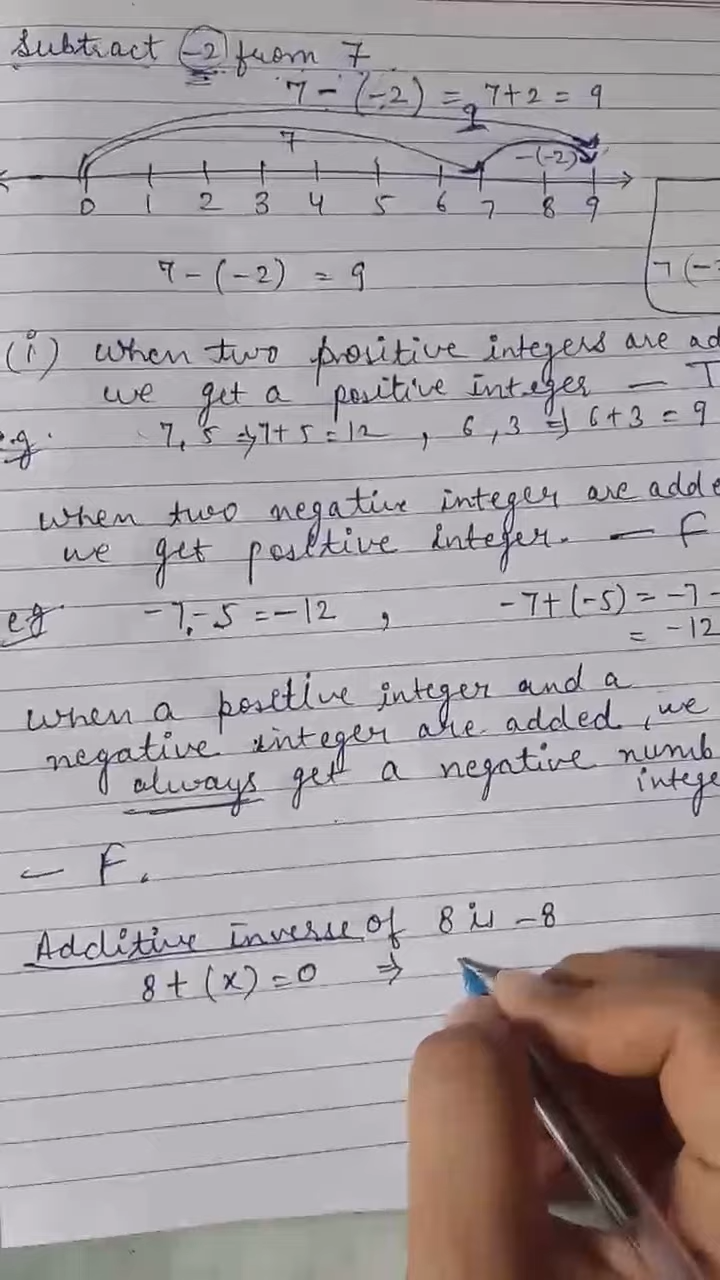 Subtract (-2) from 7
7 - (-2) = 7+2 = 9
9
7
-(-2)
0 1 2 3 4 5 6 7 8 9
7 - (-2) = 9
7 (-
(i) When two positive integers are ad
we get a positive integer — T
e.g. 7, 5 ⇒ 7+5 = 12 , 6, 3 ⇒ 6+3 = 9
When two negative integer are adde
we get positive integer. — F
eg. -7,-5 = -12 , -7+(-5) = -7-
= -12
When a positive integer and a
negative integer are added, we
always get a negative numb
intege
— F.
Additive inverse of 8 is -8
8 + (x) = 0 ⇒